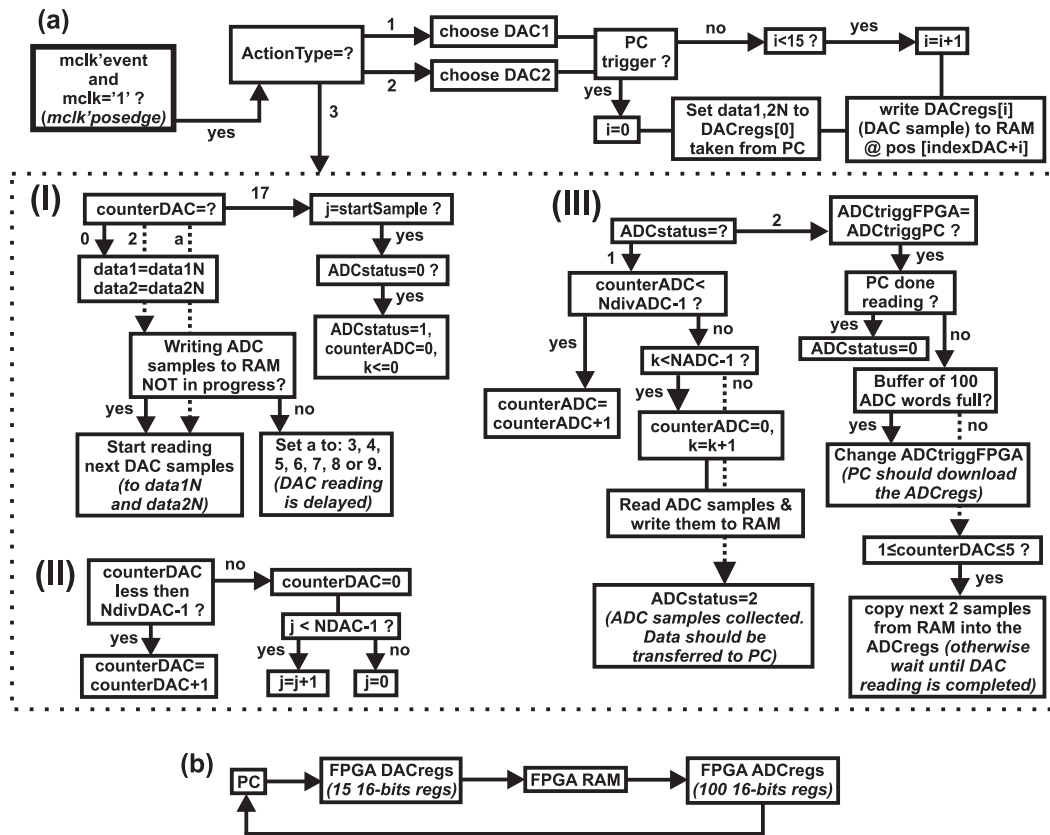 (a)
mclk'event
and
mclk='1' ?
(mclk'posedge)
yes
ActionType=?
1
2
3
choose DAC1
choose DAC2
PC
trigger ?
no
yes
i=0
i<15 ?
yes
i=i+1
Set data1,2N to
DACregs[0]
taken from PC
write DACregs[i]
(DAC sample) to RAM
@ pos [indexDAC+i]
(I)
counterDAC=?
17
0
2
a
j=startSample ?
yes
ADCstatus=0 ?
yes
ADCstatus=1,
counterADC=0,
k<=0
data1=data1N
data2=data2N
Writing ADC
samples to RAM
NOT in progress?
yes
no
Start reading
next DAC samples
(to data1N
and data2N)
Set a to: 3, 4,
5, 6, 7, 8 or 9.
(DAC reading
is delayed)
(II)
counterDAC
less then
NdivDAC-1 ?
no
yes
counterDAC=
counterDAC+1
counterDAC=0
j < NDAC-1 ?
yes
no
j=j+1
j=0
(III)
ADCstatus=?
2
1
counterADC<
NdivADC-1 ?
yes
no
counterADC=
counterADC+1
k<NADC-1 ?
yes
no
counterADC=0,
k=k+1
Read ADC samples &
write them to RAM
ADCstatus=2
(ADC samples collected.
Data should be
transferred to PC)
ADCtriggFPGA=
ADCtriggPC ?
yes
PC done
reading ?
yes
no
ADCstatus=0
Buffer of 100
ADC words full?
yes
no
Change ADCtriggFPGA
(PC should download
the ADCregs)
1≤counterDAC≤5 ?
yes
copy next 2 samples
from RAM into the
ADCregs (otherwise
wait until DAC
reading is completed)
(b)
PC
FPGA DACregs
(15 16-bits regs)
FPGA RAM
FPGA ADCregs
(100 16-bits regs)